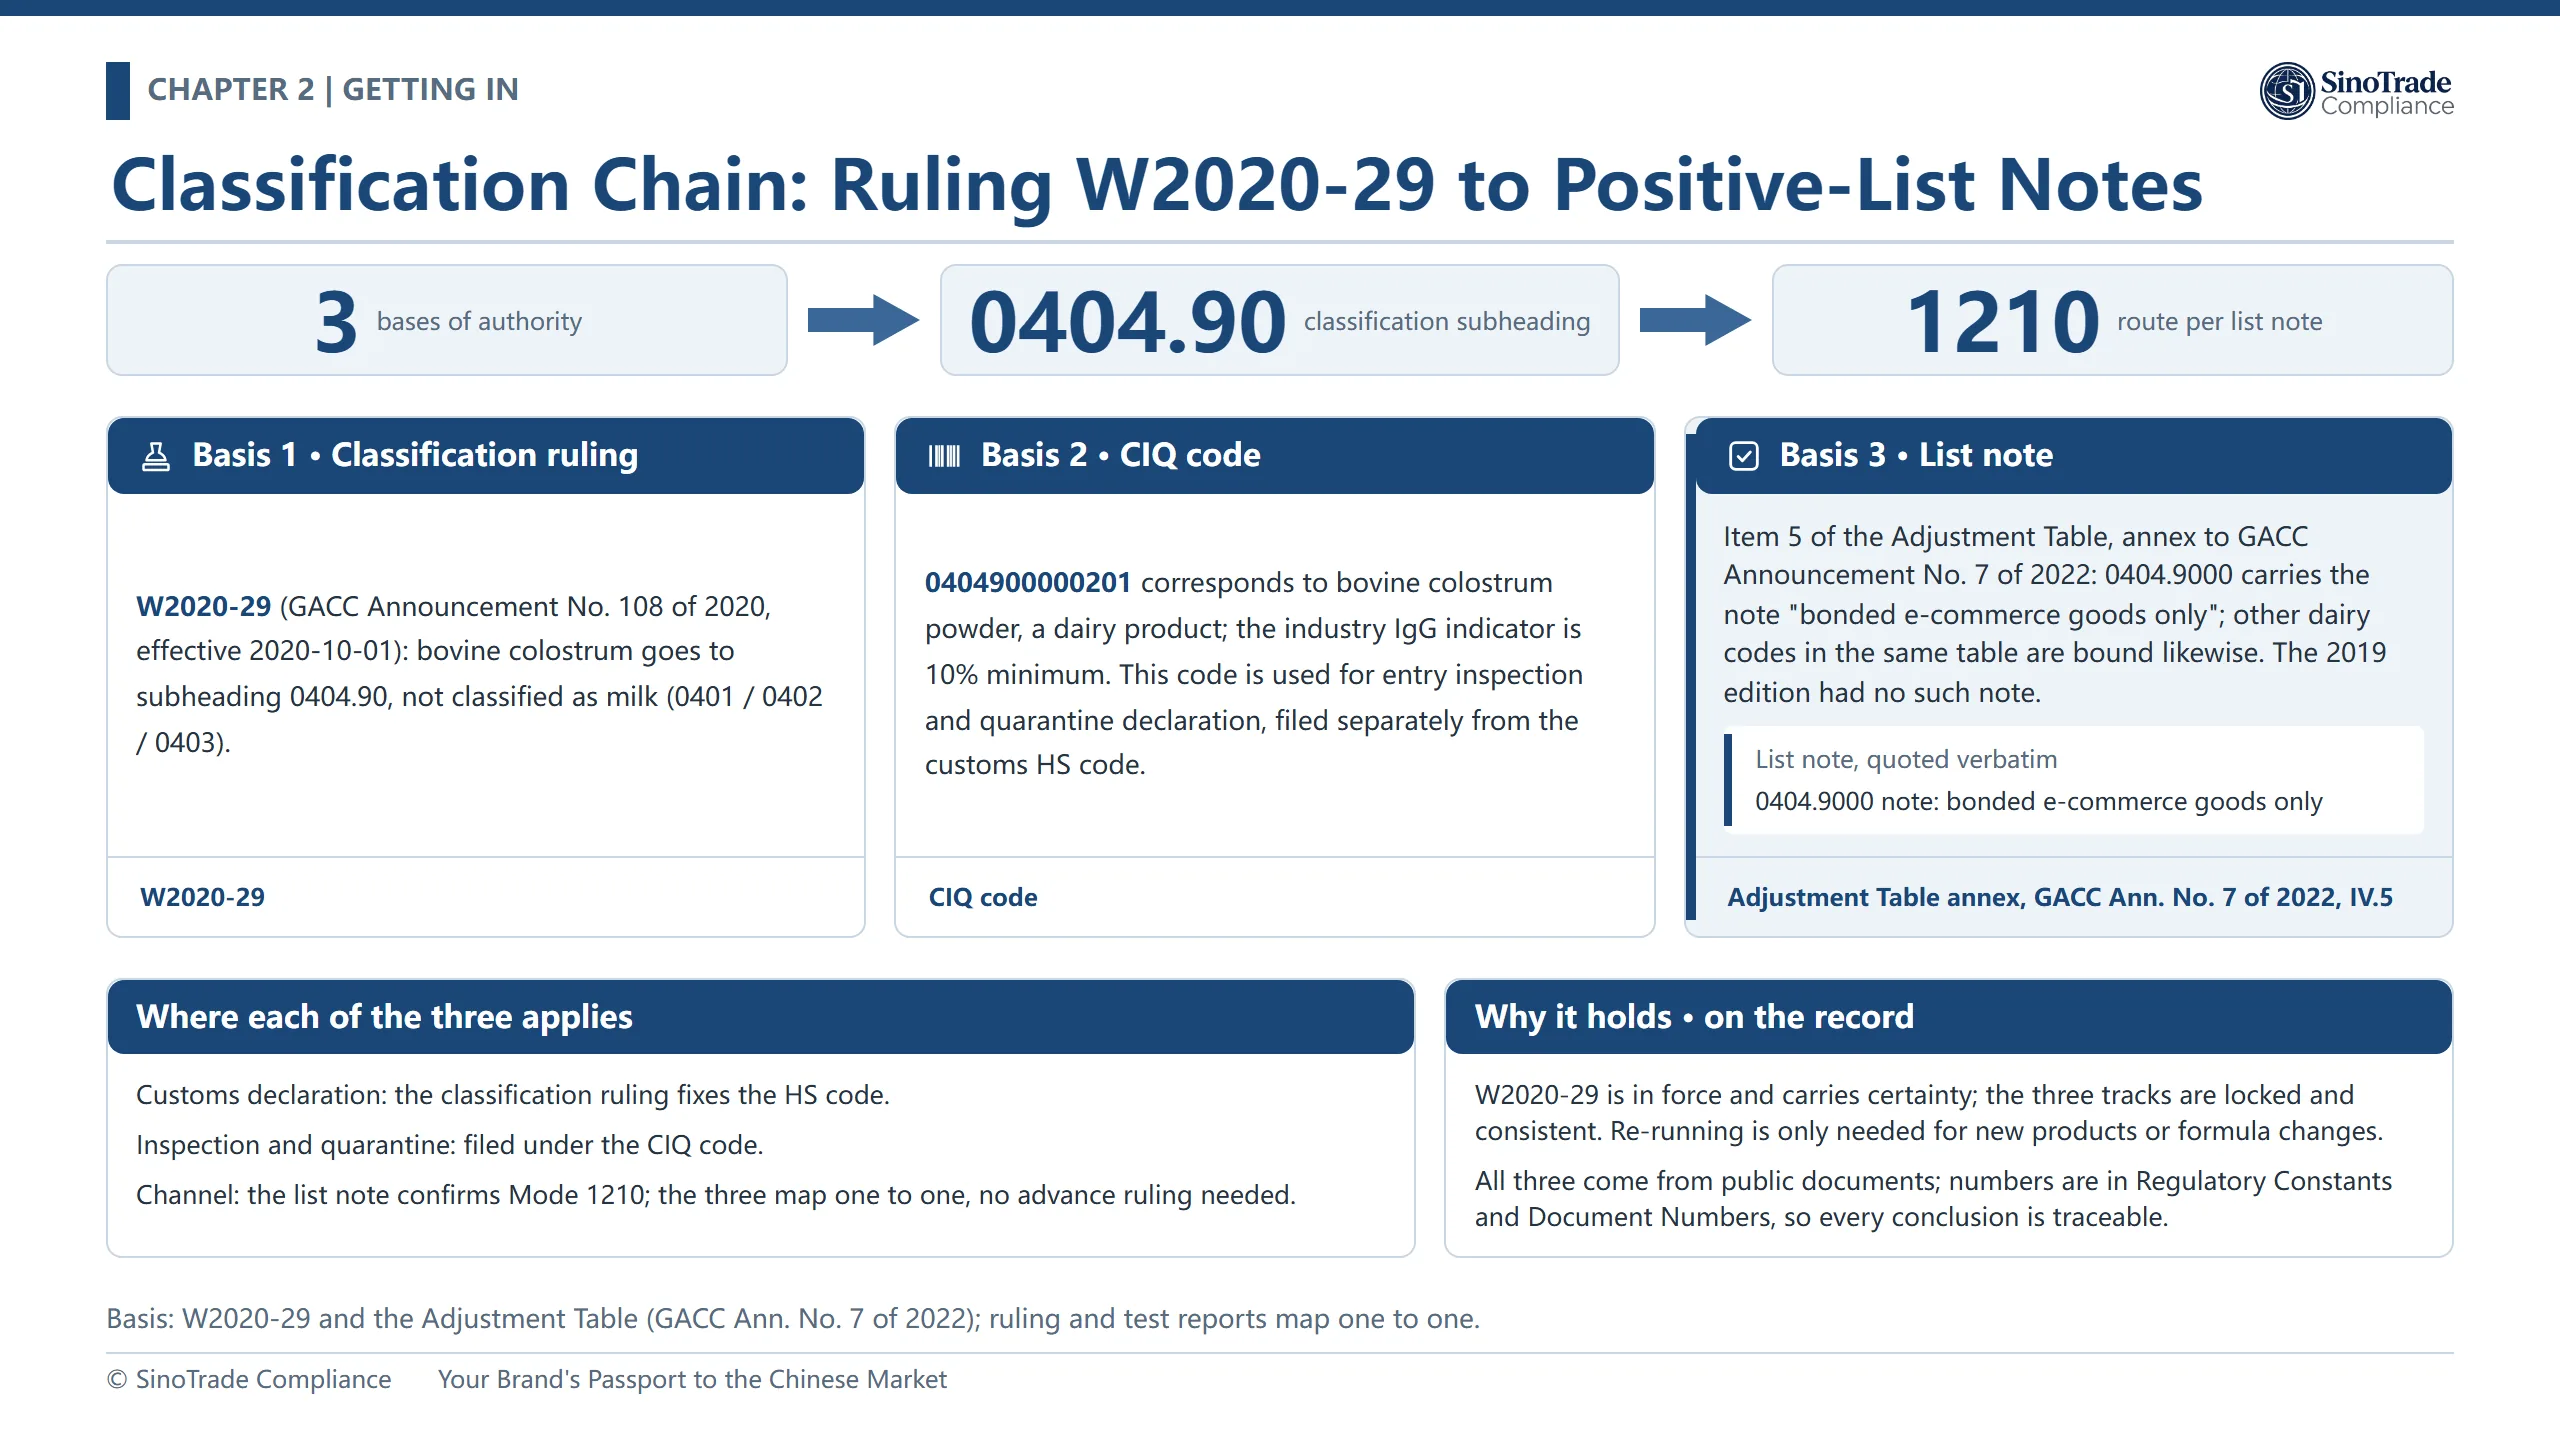 CHAPTER 2 | GETTING IN
SinoTrade
Compliance
Classification Chain: Ruling W2020-29 to Positive-List Notes
3 bases of authority
0404.90 classification subheading
1210 route per list note
Basis 1 • Classification ruling
W2020-29 (GACC Announcement No. 108 of 2020,
effective 2020-10-01): bovine colostrum goes to
subheading 0404.90, not classified as milk (0401 / 0402
/ 0403).
W2020-29
Basis 2 • CIQ code
0404900000201 corresponds to bovine colostrum
powder, a dairy product; the industry IgG indicator is
10% minimum. This code is used for entry inspection
and quarantine declaration, filed separately from the
customs HS code.
CIQ code
Basis 3 • List note
Item 5 of the Adjustment Table, annex to GACC
Announcement No. 7 of 2022: 0404.9000 carries the
note "bonded e-commerce goods only"; other dairy
codes in the same table are bound likewise. The 2019
edition had no such note.
List note, quoted verbatim
0404.9000 note: bonded e-commerce goods only
Adjustment Table annex, GACC Ann. No. 7 of 2022, IV.5
Where each of the three applies
Customs declaration: the classification ruling fixes the HS code.
Inspection and quarantine: filed under the CIQ code.
Channel: the list note confirms Mode 1210; the three map one to one, no advance ruling needed.
Why it holds • on the record
W2020-29 is in force and carries certainty; the three tracks are locked and
consistent. Re-running is only needed for new products or formula changes.
All three come from public documents; numbers are in Regulatory Constants
and Document Numbers, so every conclusion is traceable.
Basis: W2020-29 and the Adjustment Table (GACC Ann. No. 7 of 2022); ruling and test reports map one to one.
© SinoTrade Compliance Your Brand's Passport to the Chinese Market